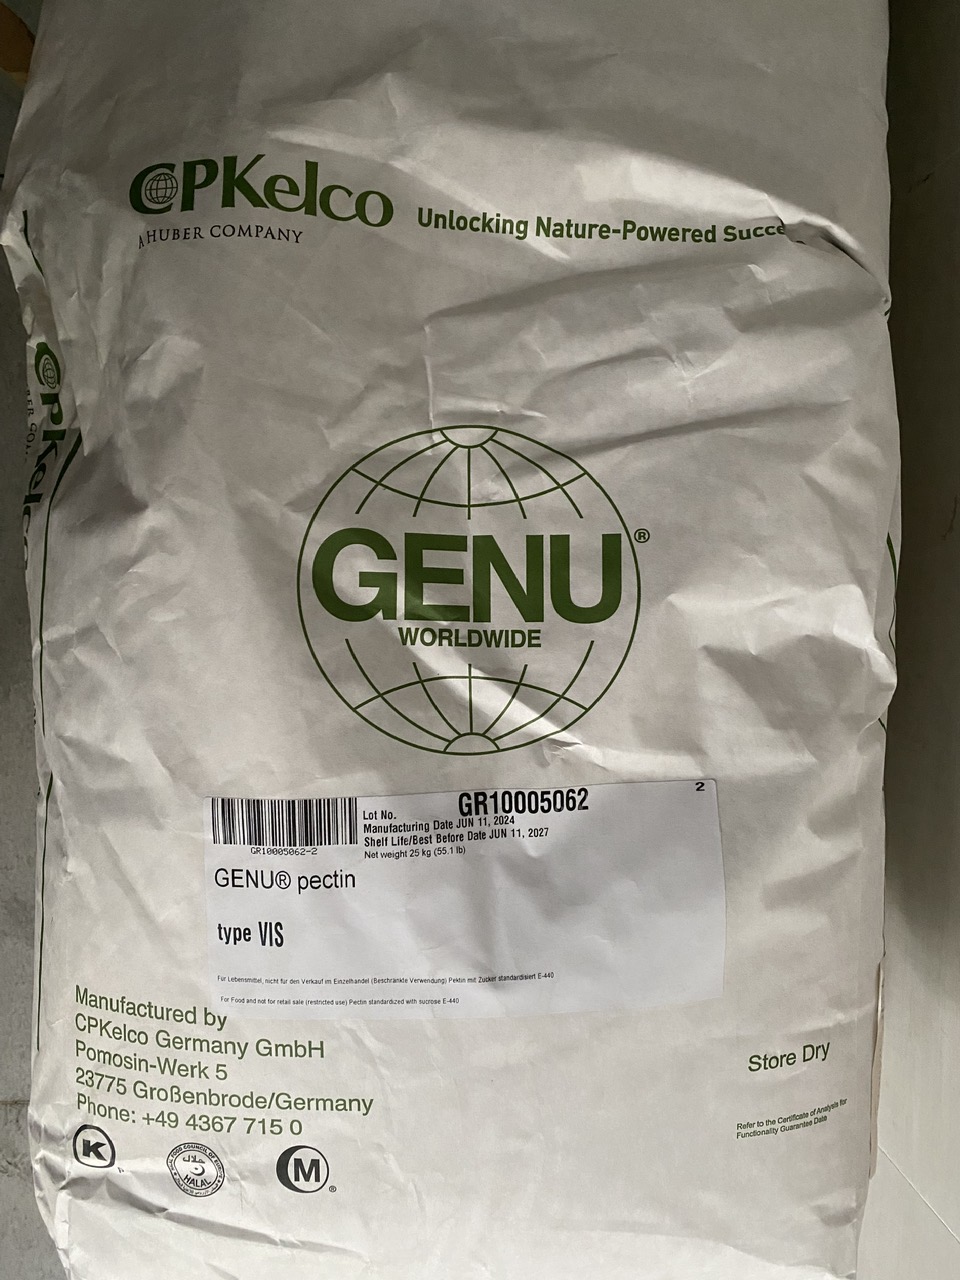 CPKelco
A HUBER COMPANY
Unlocking Nature-Powered Succe
CPKelco
GENU®
WORLDWIDE
2
Lot No. GR10005062
Manufacturing Date JUN 11, 2024
Shelf Life/Best Before Date JUN 11, 2027
Net weight 25 kg (55.1 lb)
GR10005062-2
GENU® pectin
type VIS
Für Lebensmittel, nicht für den Verkauf im Einzelhandel (Beschränkte Verwendung) Pektin mit Zucker standardisiert E-440
For Food and not for retail sale (restricted use) Pectin standardized with sucrose E-440
Manufactured by
CPKelco Germany GmbH
Pomosin-Werk 5
23775 Großenbrode/Germany
Phone: +49 4367 715 0
Store Dry
Refer to the Certificate of Analysis for
Functionality Guarantee Date
K
حلال
HALAL
M®